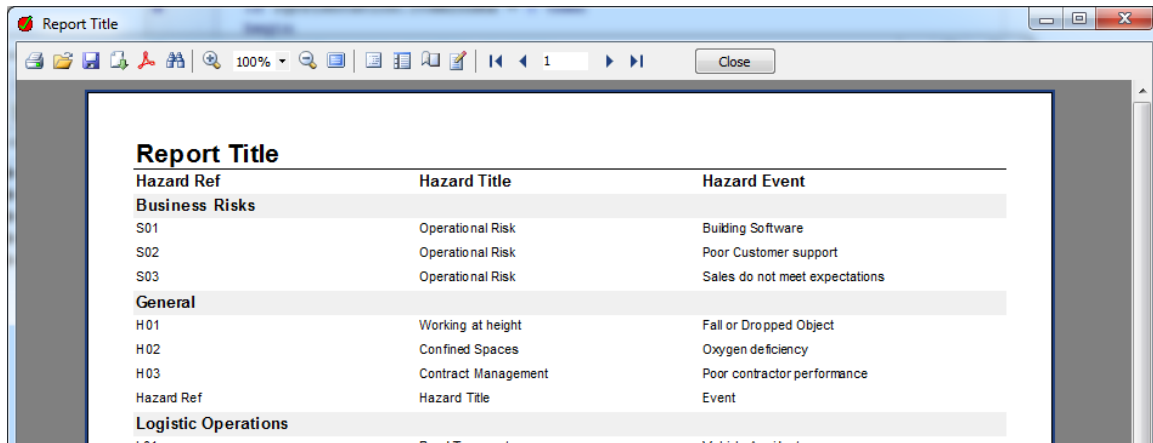 Report Title
100% 1 Close
Report Title
Hazard Ref Hazard Title Hazard Event
Business Risks
S01 Operational Risk Building Software
S02 Operational Risk Poor Customer support
S03 Operational Risk Sales do not meet expectations
General
H01 Working at height Fall or Dropped Object
H02 Confined Spaces Oxygen deficiency
H03 Contract Management Poor contractor performance
Hazard Ref Hazard Title Event
Logistic Operations